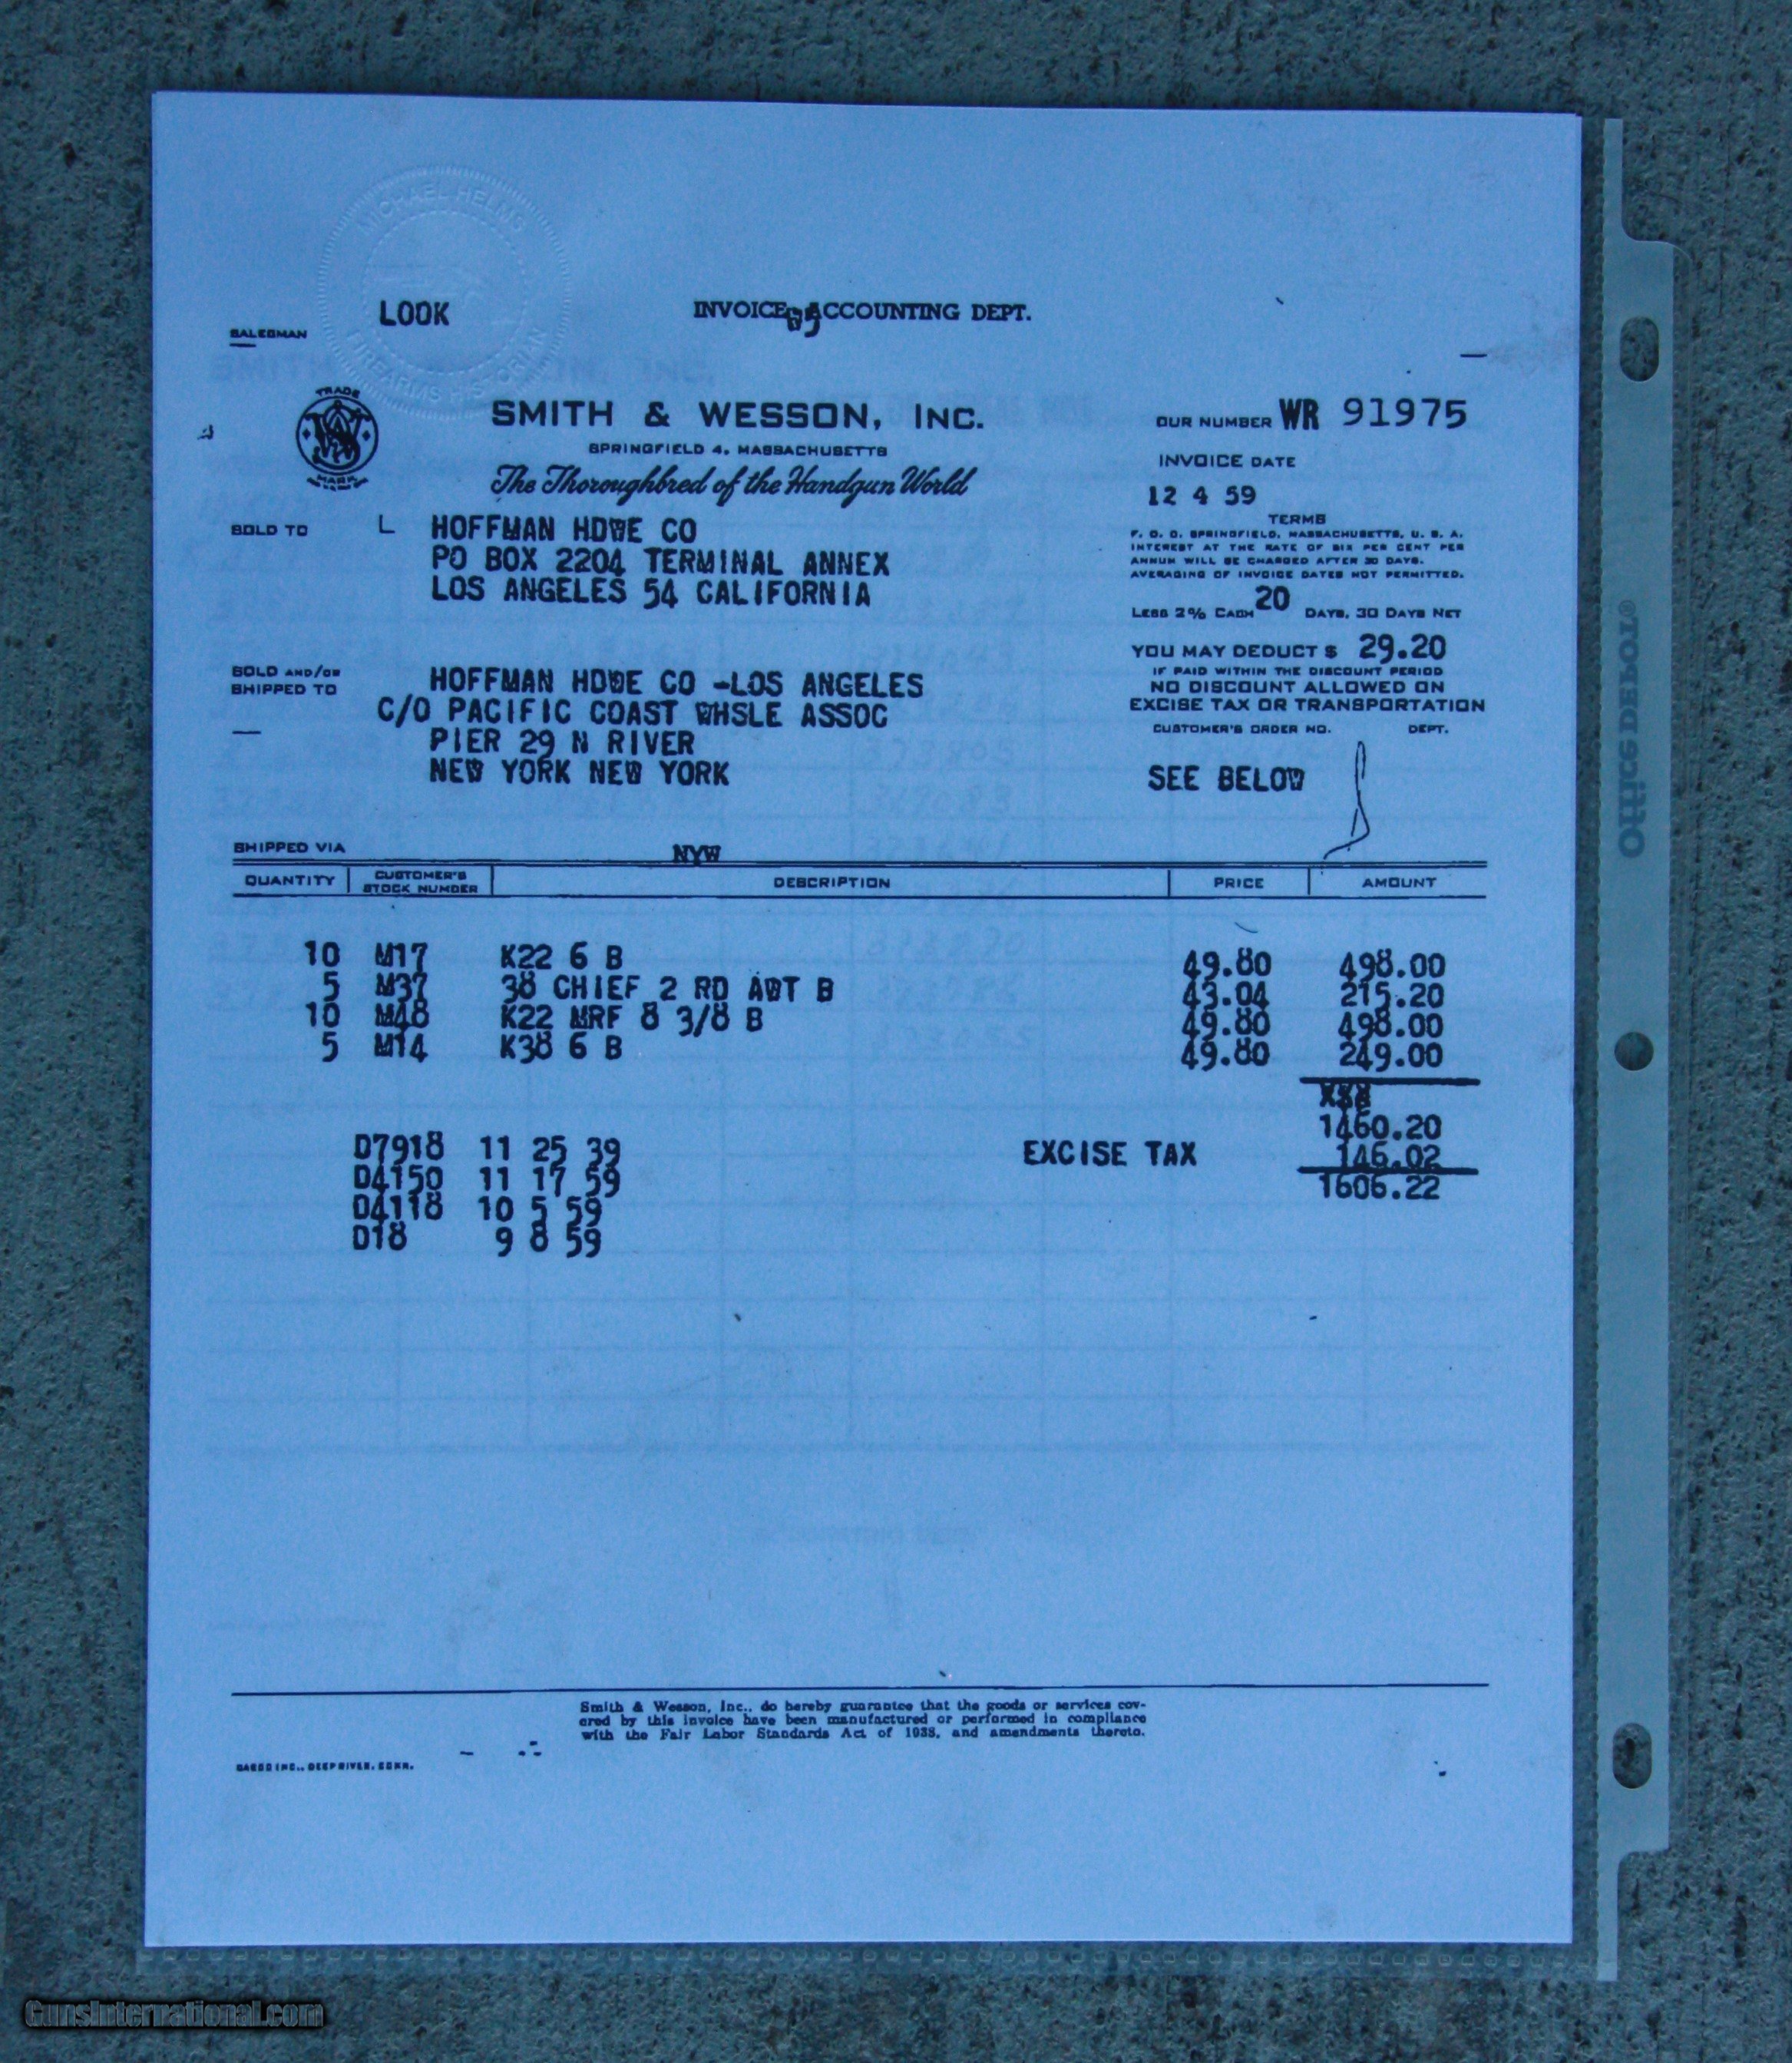 MICHAEL HELMS
FIREARMS HISTORIAN
LOOK
INVOICE ACCOUNTING DEPT.
SALESMAN
TRADE
MARK
SMITH & WESSON, INC.
SPRINGFIELD 4, MASSACHUSETTS
The Thoroughbred of the Handgun World
OUR NUMBER WR 91975
INVOICE DATE
12 4 59
SOLD TO L HOFFMAN HDWE CO
PO BOX 2204 TERMINAL ANNEX
LOS ANGELES 54 CALIFORNIA
TERMS
F. O. B. SPRINGFIELD, MASSACHUSETTS, U. S. A.
INTEREST AT THE RATE OF SIX PER CENT PER
ANNUM WILL BE CHARGED AFTER 30 DAYS.
AVERAGING OF INVOICE DATES NOT PERMITTED.
LESS 2% CASH 20 DAYS, 30 DAYS NET
YOU MAY DEDUCT $ 29.20
IF PAID WITHIN THE DISCOUNT PERIOD
NO DISCOUNT ALLOWED ON
EXCISE TAX OR TRANSPORTATION
SOLD AND/OR
SHIPPED TO
HOFFMAN HDWE CO -LOS ANGELES
C/O PACIFIC COAST WHSLE ASSOC
PIER 29 N RIVER
NEW YORK NEW YORK
CUSTOMER'S ORDER NO. DEPT.
SEE BELOW
SHIPPED VIA NYW
QUANTITY CUSTOMER'S STOCK NUMBER DESCRIPTION PRICE AMOUNT
10 M17 K22 6 B 49.80 498.00
5 M37 38 CHIEF 2 RD AWT B 43.04 215.20
10 M48 K22 MRF 8 3/8 B 49.80 498.00
5 M14 K38 6 B 49.80 249.00
1460.20
D7918 11 25 39 EXCISE TAX 146.02
D4150 11 17 59 1606.22
D4118 10 5 59
D18 9 8 59
Smith & Wesson, Inc., do hereby guarantee that the goods or services cov-
ered by this invoice have been manufactured or performed in compliance
with the Fair Labor Standards Act of 1938, and amendments thereto.
Office DEPOT®
GunsInternational.com